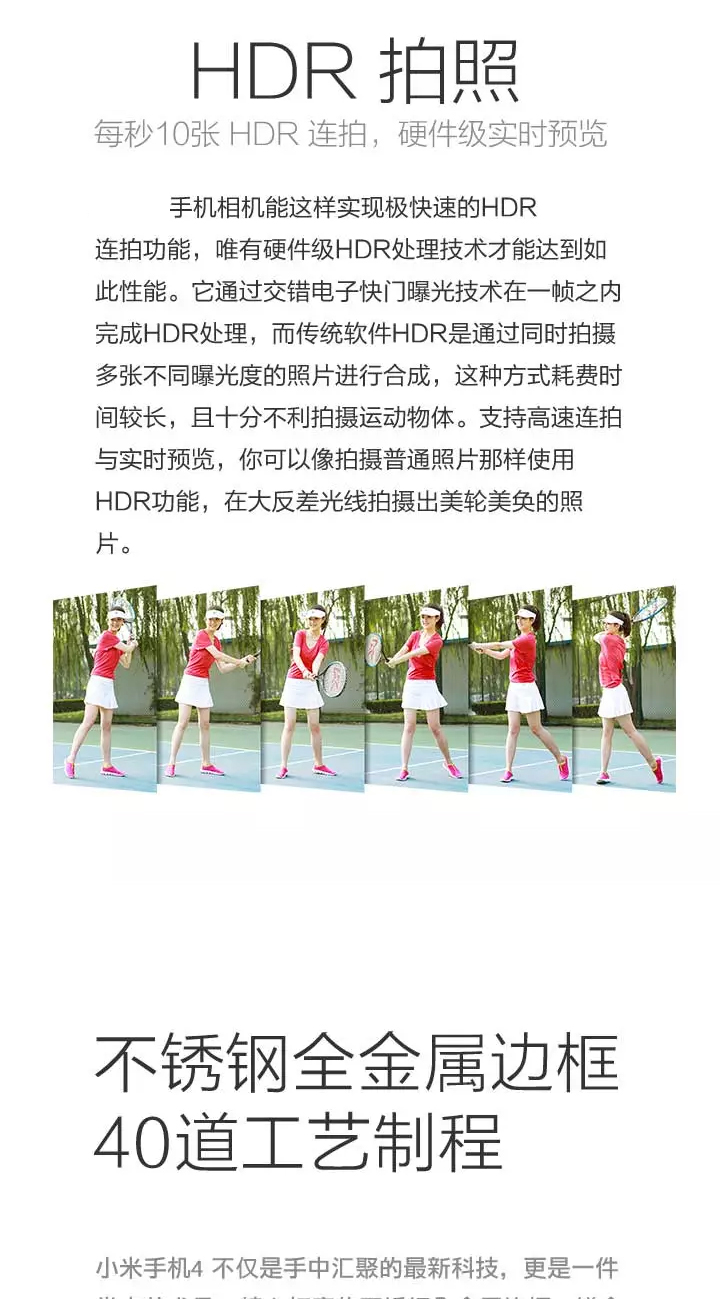 HDR 拍照
每秒10张 HDR 连拍，硬件级实时预览
手机相机能这样实现极快速的HDR
连拍功能，唯有硬件级HDR处理技术才能达到如
此性能。它通过交错电子快门曝光技术在一帧之内
完成HDR处理，而传统软件HDR是通过同时拍摄
多张不同曝光度的照片进行合成，这种方式耗费时
间较长，且十分不利拍摄运动物体。支持高速连拍
与实时预览，你可以像拍摄普通照片那样使用
HDR功能，在大反差光线拍摄出美轮美奂的照
片。
不锈钢全金属边框
40道工艺制程
小米手机4 不仅是手中汇聚的最新科技，更是一件